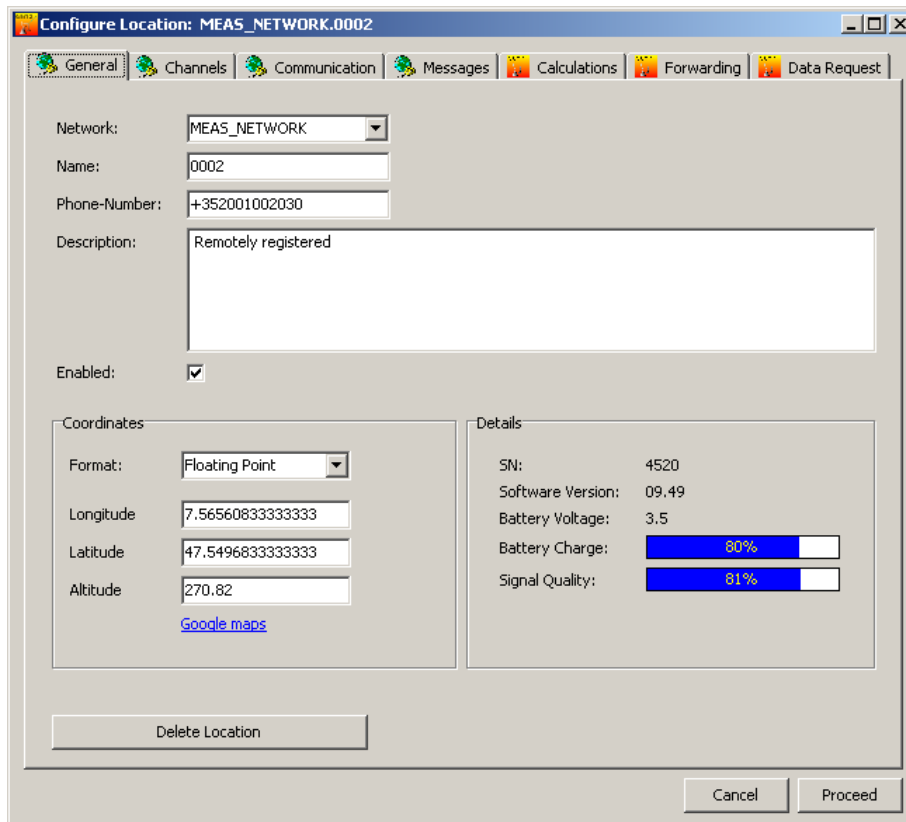 Configure Location: MEAS_NETWORK.0002
General Channels Communication Messages Calculations Forwarding Data Request
Network: MEAS_NETWORK
Name: 0002
Phone-Number: +352001002030
Description: Remotely registered
Enabled:
Coordinates
Format: Floating Point
Longitude 7.56560833333333
Latitude 47.5496833333333
Altitude 270.82
Google maps
Details
SN: 4520
Software Version: 09.49
Battery Voltage: 3.5
Battery Charge: 80%
Signal Quality: 81%
Delete Location
Cancel Proceed